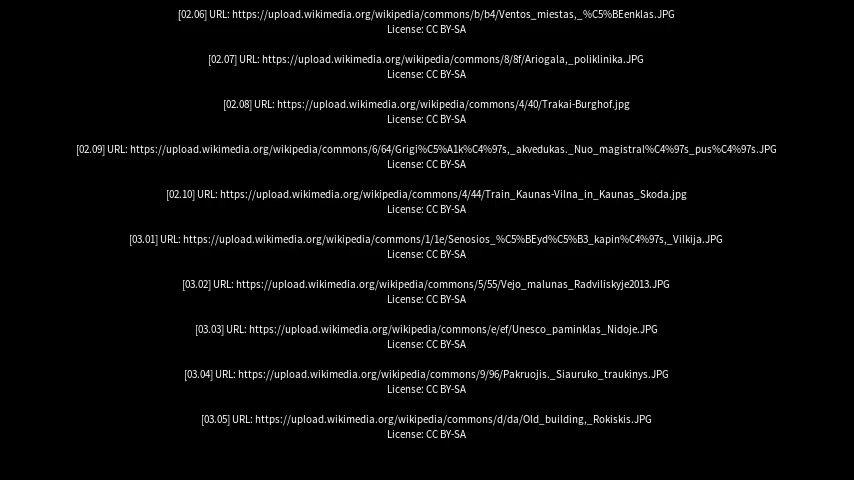 [02.06] URL: https://upload.wikimedia.org/wikipedia/commons/b/b4/Ventos_miestas,_%C5%BEenklas.JPG
License: CC BY-SA
[02.07] URL: https://upload.wikimedia.org/wikipedia/commons/8/8f/Ariogala,_poliklinika.JPG
License: CC BY-SA
[02.08] URL: https://upload.wikimedia.org/wikipedia/commons/4/40/Trakai-Burghof.jpg
License: CC BY-SA
[02.09] URL: https://upload.wikimedia.org/wikipedia/commons/6/64/Grigi%C5%A1k%C4%97s,_akvedukas._Nuo_magistral%C4%97s_pus%C4%97s.JPG
License: CC BY-SA
[02.10] URL: https://upload.wikimedia.org/wikipedia/commons/4/44/Train_Kaunas-Vilna_in_Kaunas_Skoda.jpg
License: CC BY-SA
[03.01] URL: https://upload.wikimedia.org/wikipedia/commons/1/1e/Senosios_%C5%BEyd%C5%B3_kapin%C4%97s,_Vilkija.JPG
License: CC BY-SA
[03.02] URL: https://upload.wikimedia.org/wikipedia/commons/5/55/Vejo_malunas_Radviliskyje2013.JPG
License: CC BY-SA
[03.03] URL: https://upload.wikimedia.org/wikipedia/commons/e/ef/Unesco_paminklas_Nidoje.JPG
License: CC BY-SA
[03.04] URL: https://upload.wikimedia.org/wikipedia/commons/9/96/Pakruojis._Siauruko_traukinys.JPG
License: CC BY-SA
[03.05] URL: https://upload.wikimedia.org/wikipedia/commons/d/da/Old_building,_Rokiskis.JPG
License: CC BY-SA